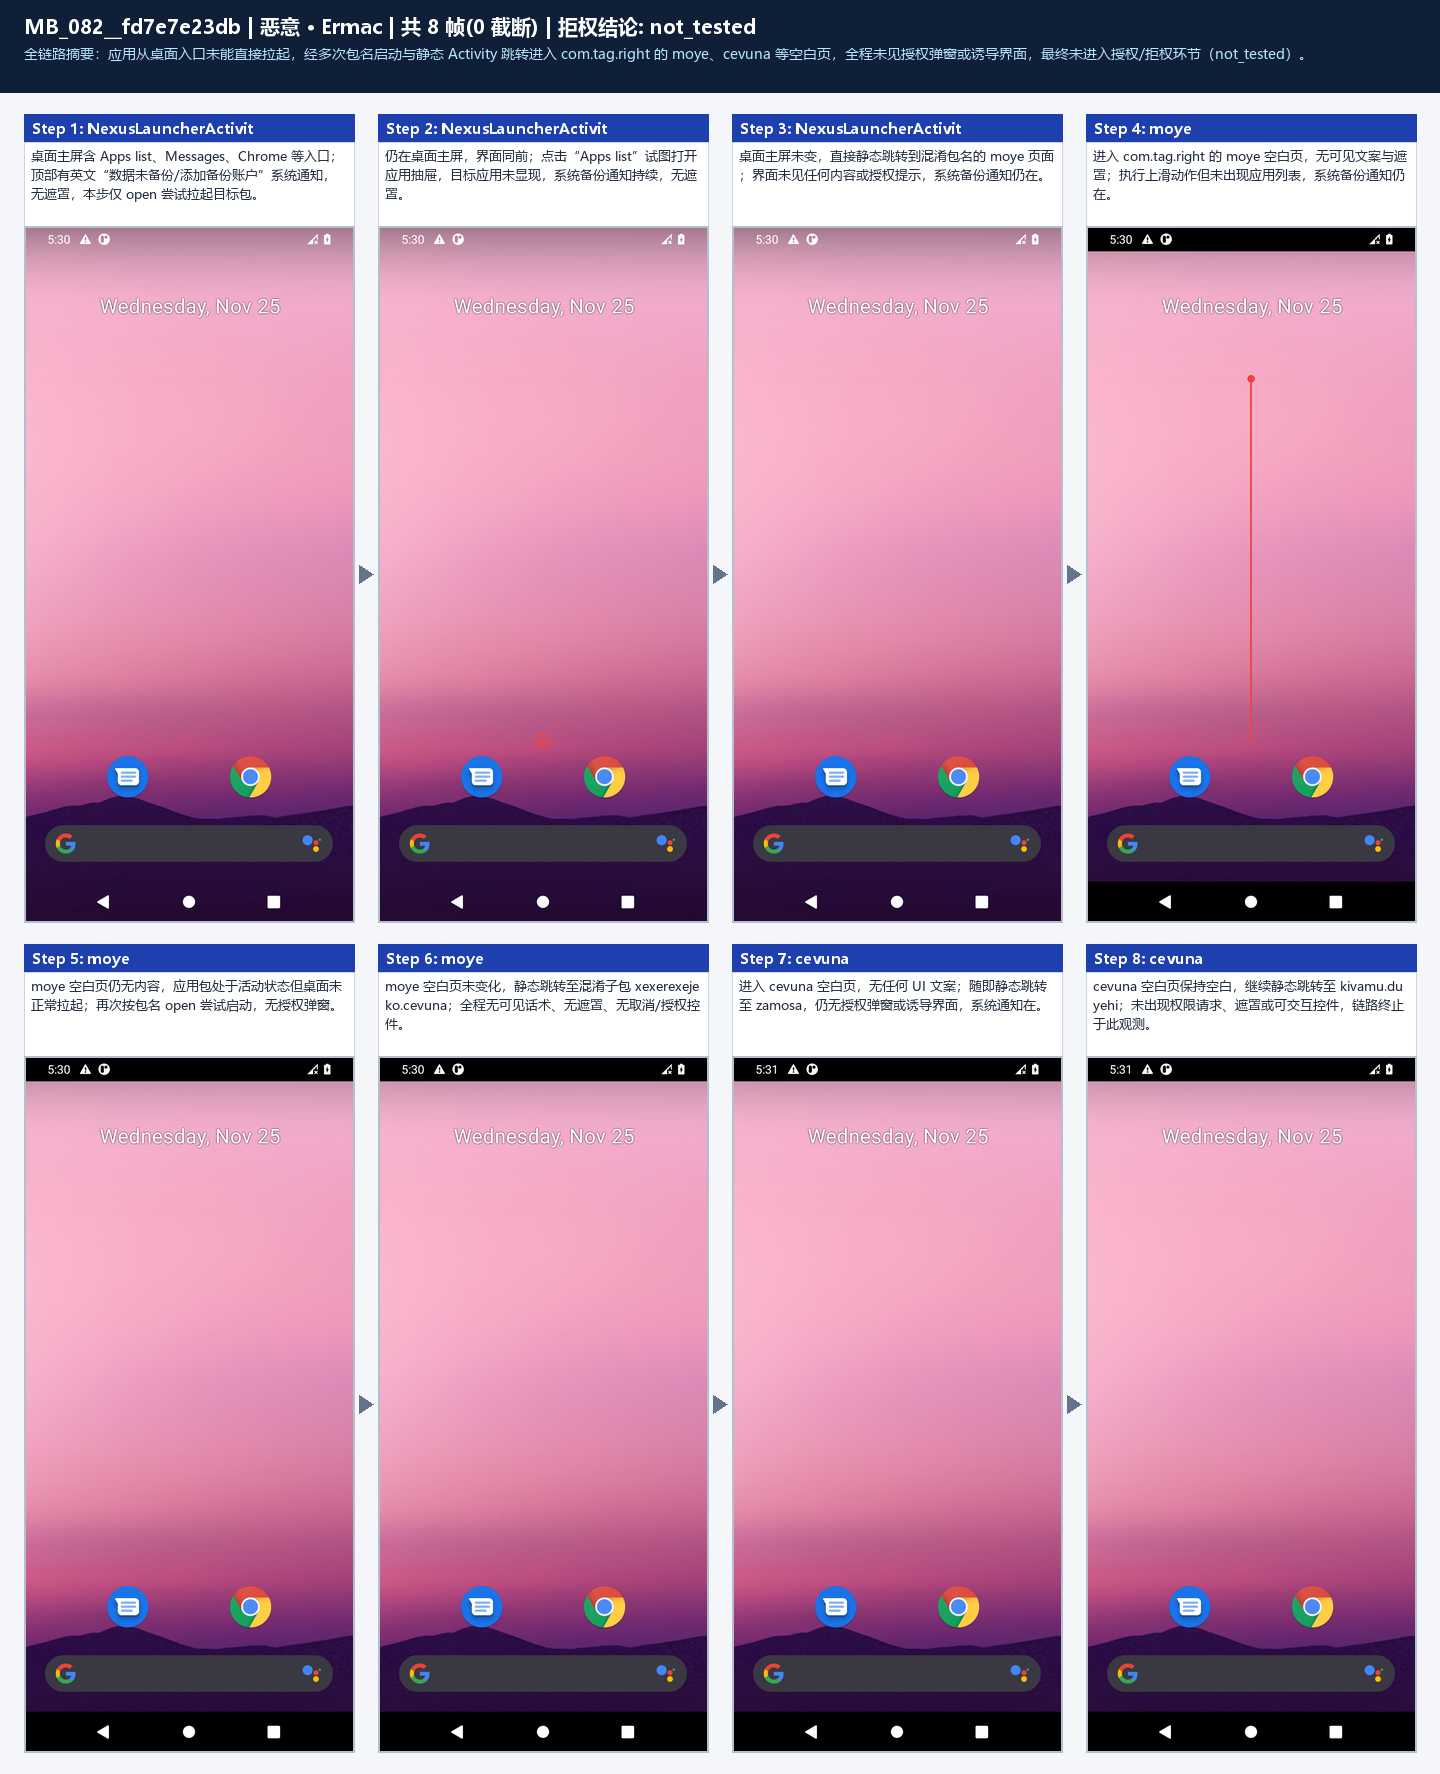 MB_082__fd7e7e23db | 恶意 • Ermac | 共 8 帧(0 截断) | 拒权结论: not_tested
全链路摘要：应用从桌面入口未能直接拉起，经多次包名启动与静态 Activity 跳转进入 com.tag.right 的 moye、cevuna 等空白页，全程未见授权弹窗或诱导界面，最终未进入授权/拒权环节（not_tested）。
Step 1: NexusLauncherActivit
桌面主屏含 Apps list、Messages、Chrome 等入口；
顶部有英文“数据未备份/添加备份账户”系统通知，
无遮罩，本步仅 open 尝试拉起目标包。
5:30
Wednesday, Nov 25
Step 2: NexusLauncherActivit
仍在桌面主屏，界面同前；点击“Apps list”试图打开
应用抽屉，目标应用未显现，系统备份通知持续，无遮
罩。
5:30
Wednesday, Nov 25
Step 3: NexusLauncherActivit
桌面主屏未变，直接静态跳转到混淆包名的 moye 页面
；界面未见任何内容或授权提示，系统备份通知仍在。
5:30
Wednesday, Nov 25
Step 4: moye
进入 com.tag.right 的 moye 空白页，无可见文案与遮
罩；执行上滑动作但未出现应用列表，系统备份通知仍
在。
5:30
Wednesday, Nov 25
Step 5: moye
moye 空白页仍无内容，应用包处于活动状态但桌面未
正常拉起；再次按包名 open 尝试启动，无授权弹窗。
5:30
Wednesday, Nov 25
Step 6: moye
moye 空白页未变化，静态跳转至混淆子包 xexerexeje
ko.cevuna；全程无可见话术、无遮罩、无取消/授权控
件。
5:30
Wednesday, Nov 25
Step 7: cevuna
进入 cevuna 空白页，无任何 UI 文案；随即静态跳转
至 zamosa，仍无授权弹窗或诱导界面，系统通知在。
5:31
Wednesday, Nov 25
Step 8: cevuna
cevuna 空白页保持空白，继续静态跳转至 kivamu.du
yehi；未出现权限请求、遮罩或可交互控件，链路终止
于此观测。
5:31
Wednesday, Nov 25